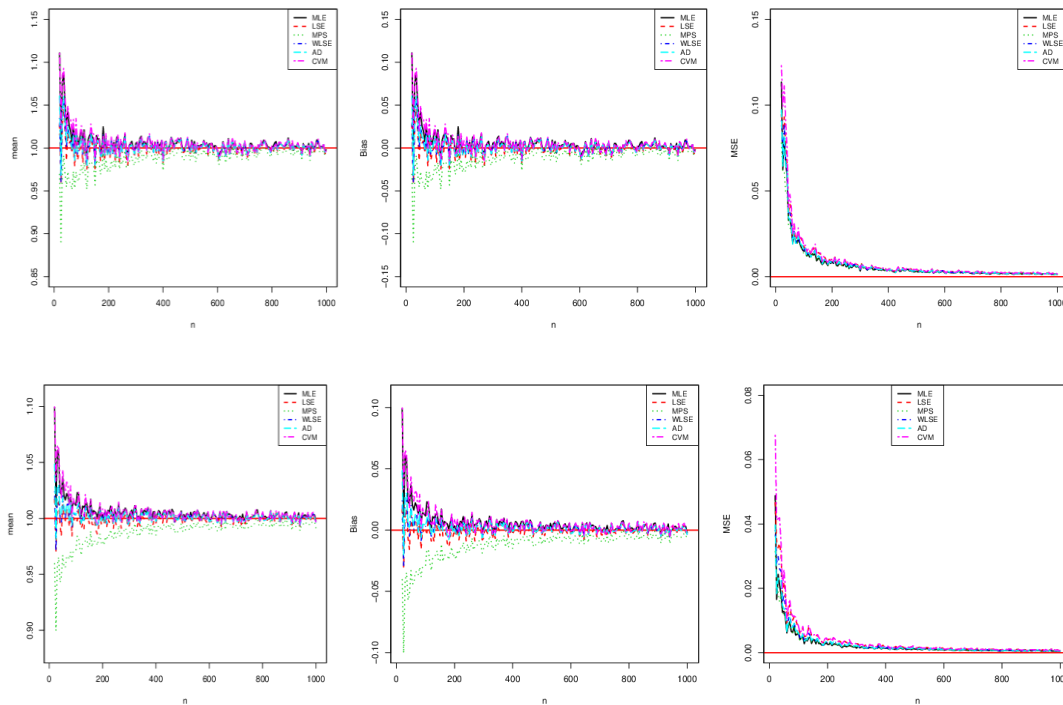 mean
0.85
0.90
0.95
1.00
1.05
1.10
1.15
0
200
400
600
800
1000
n
MLE
LSE
MPS
WLSE
AD
CVM
Bias
−0.15
−0.10
−0.05
0.00
0.05
0.10
0.15
0
200
400
600
800
1000
n
MLE
LSE
MPS
WLSE
AD
CVM
MSE
0.00
0.05
0.10
0.15
0
200
400
600
800
1000
n
MLE
LSE
MPS
WLSE
AD
CVM
mean
0.90
0.95
1.00
1.05
1.10
0
200
400
600
800
1000
n
MLE
LSE
MPS
WLSE
AD
CVM
Bias
−0.10
−0.05
0.00
0.05
0.10
0
200
400
600
800
1000
n
MLE
LSE
MPS
WLSE
AD
CVM
MSE
0.00
0.02
0.04
0.06
0.08
0
200
400
600
800
n
MLE
LSE
MPS
WLSE
AD
CVM